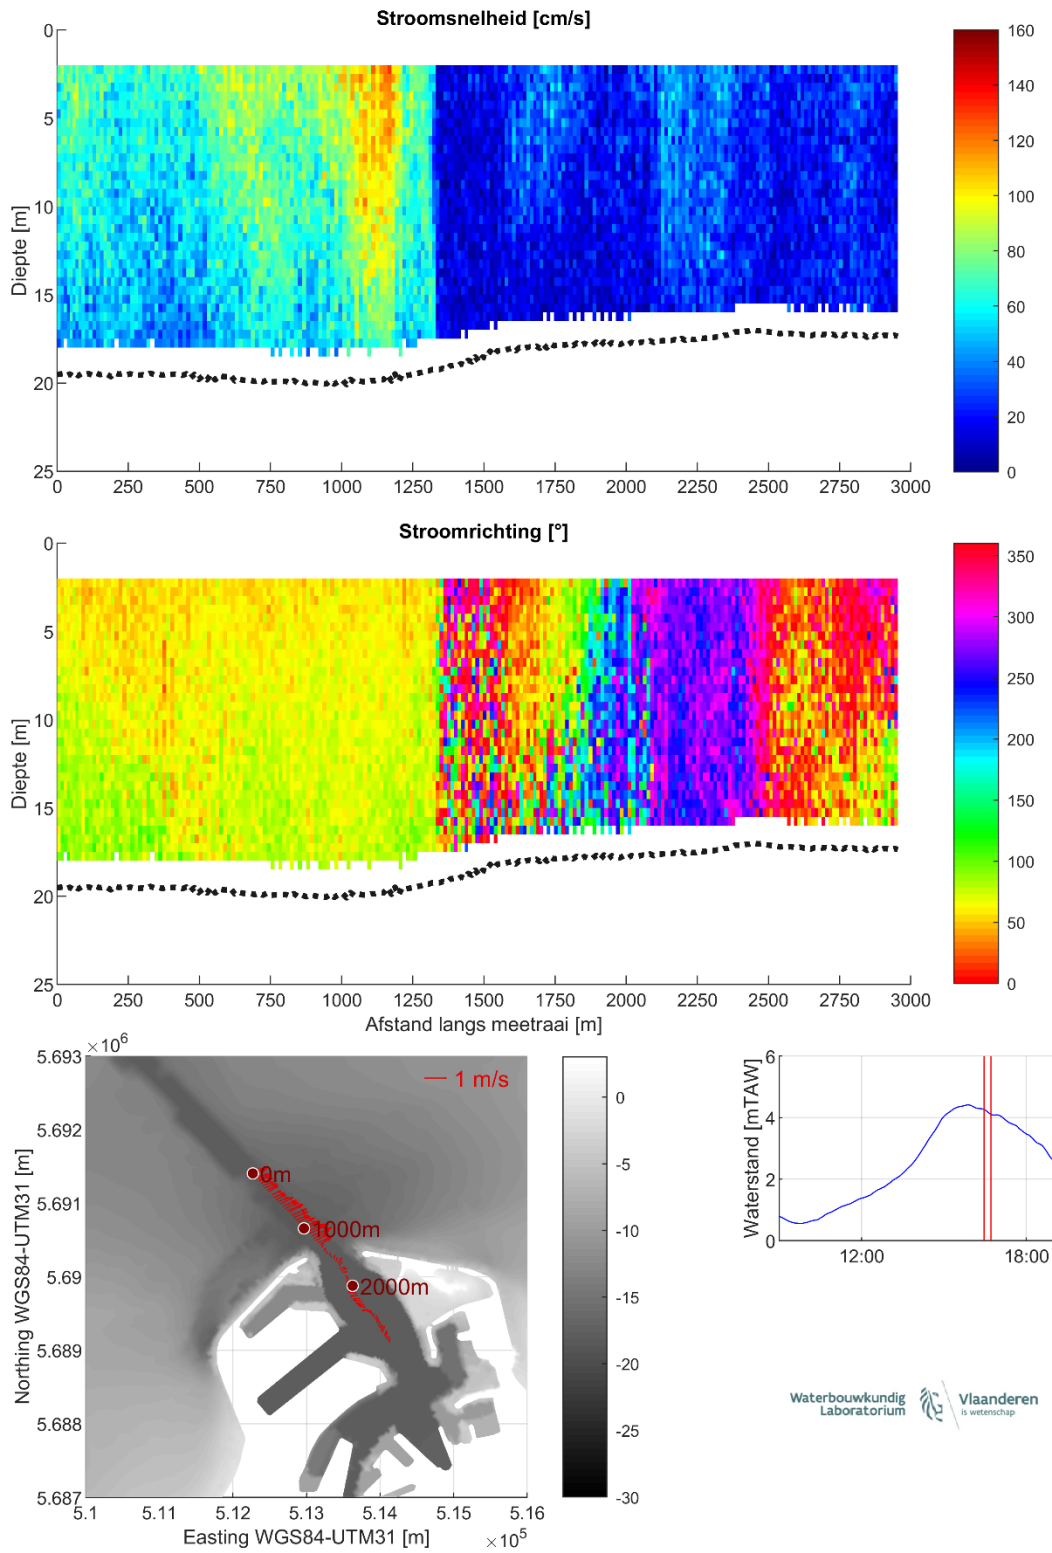 Stroomsnelheid [cm/s]
Diepte [m]
0
5
10
15
20
25
0 250 500 750 1000 1250 1500 1750 2000 2250 2500 2750 3000
160
140
120
100
80
60
40
20
0
Stroomrichting [°]
Diepte [m]
0
5
10
15
20
25
0 250 500 750 1000 1250 1500 1750 2000 2250 2500 2750 3000
Afstand langs meetraai [m]
350
300
250
200
150
100
50
0
×10⁶
Northing WGS84-UTM31 [m]
5.693
5.692
5.691
5.69
5.689
5.688
5.687
1 m/s
0m
1000m
2000m
5.1 5.12 5.13 5.14 5.15 5.16
Easting WGS84-UTM31 [m]
×10⁵
0
-5
-10
-15
-20
-25
-30
Waterstand [mTAW]
6
4
2
0
12:00 18:00
Waterbouwkundig
Laboratorium
Vlaanderen
is wetenschap